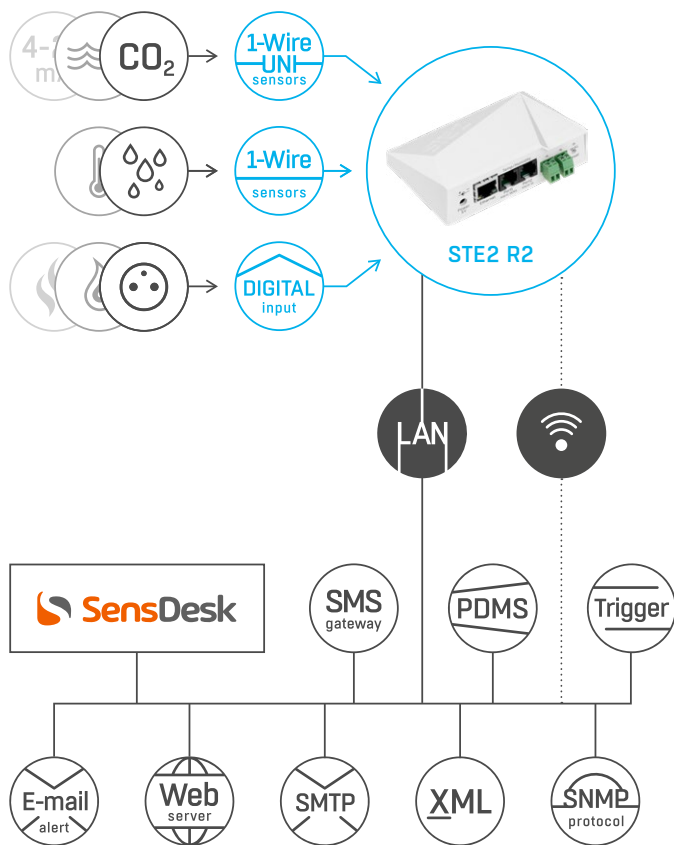 CO₂
1-Wire
UNI
sensors
1-Wire
sensors
DIGITAL
input
STE2 R2
LAN
SensDesk
SMS
gateway
PDMS
Trigger
E-mail
alert
Web
server
SMTP
XML
SNMP
protocol